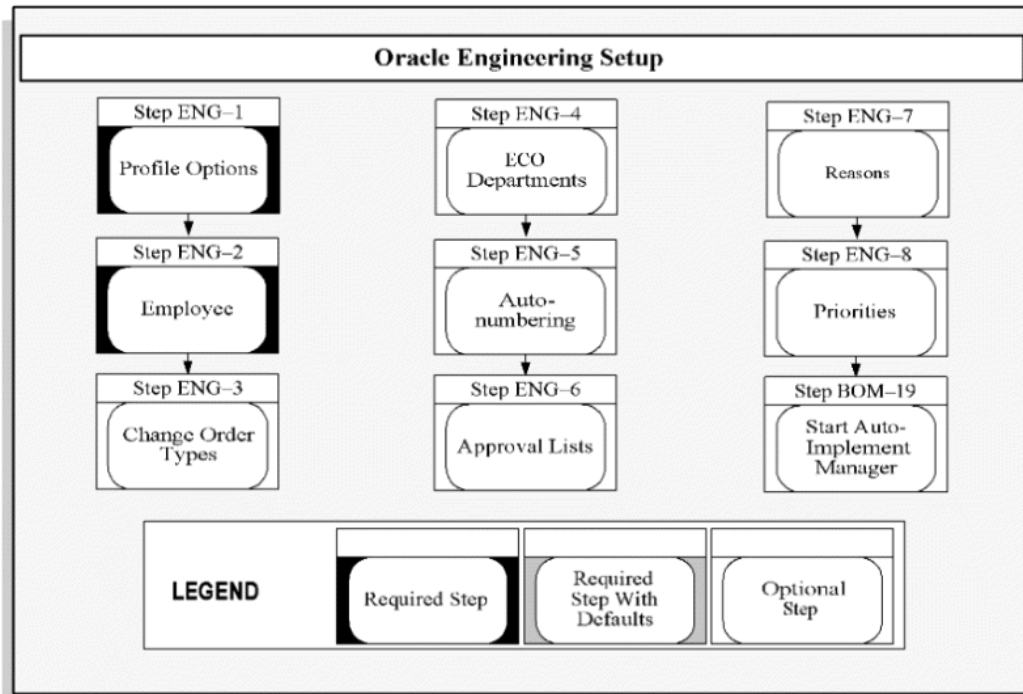 Oracle Engineering Setup
Step ENG–1
Profile Options
Step ENG–2
Employee
Step ENG–3
Change Order
Types
Step ENG–4
ECO
Departments
Step ENG–5
Auto-
numbering
Step ENG–6
Approval Lists
Step ENG–7
Reasons
Step ENG–8
Priorities
Step BOM–19
Start Auto-
Implement
Manager
LEGEND
Required Step
Required
Step With
Defaults
Optional
Step